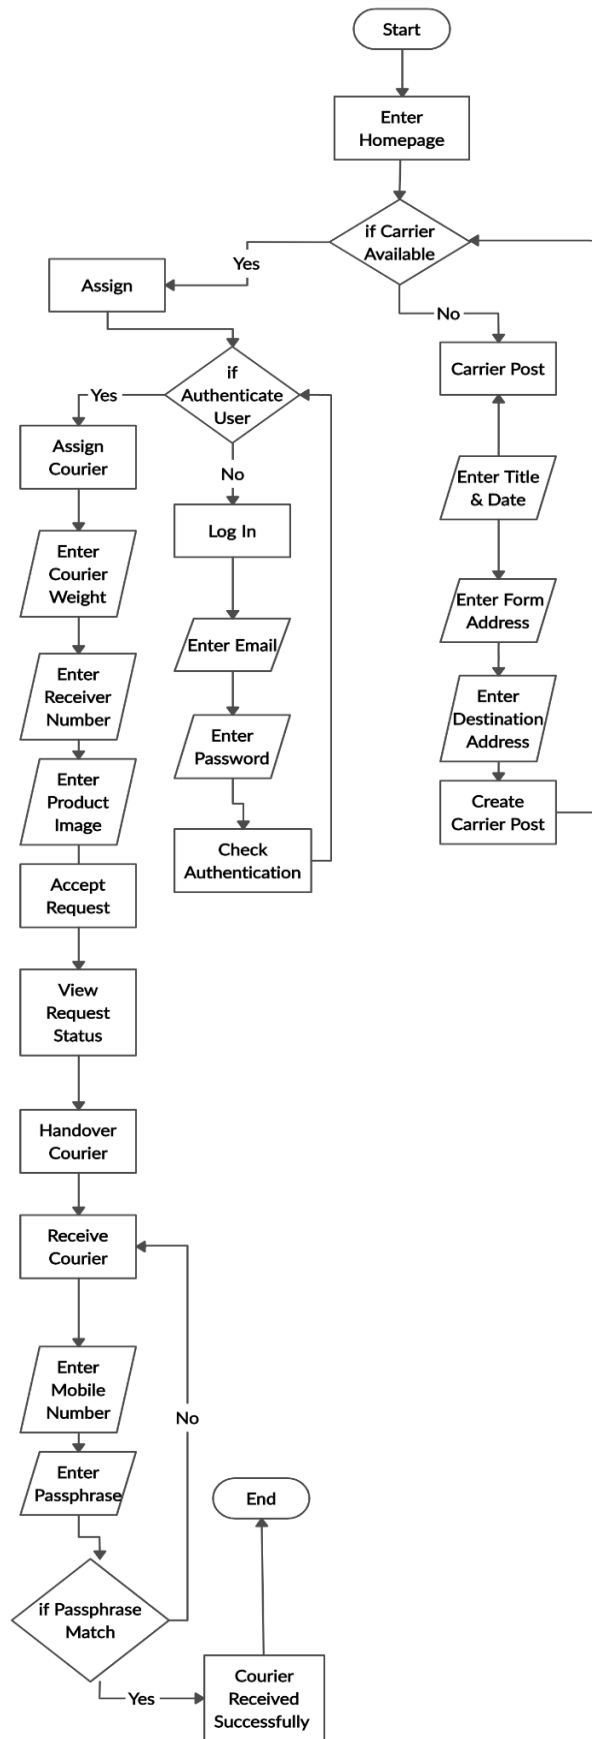 Start
Enter
Homepage
if Carrier
Available
Yes
Assign
No
Carrier Post
if
Authenticate
User
Yes
Assign
Courier
No
Log In
Enter Title
& Date
Enter
Courier
Weight
Enter Email
Enter Form
Address
Enter
Receiver
Number
Enter
Password
Enter
Destination
Address
Enter
Product
Image
Check
Authentication
Create
Carrier Post
Accept
Request
View
Request
Status
Handover
Courier
Receive
Courier
Enter
Mobile
Number
No
Enter
Passphrase
End
if Passphrase
Match
Yes
Courier
Received
Successfully